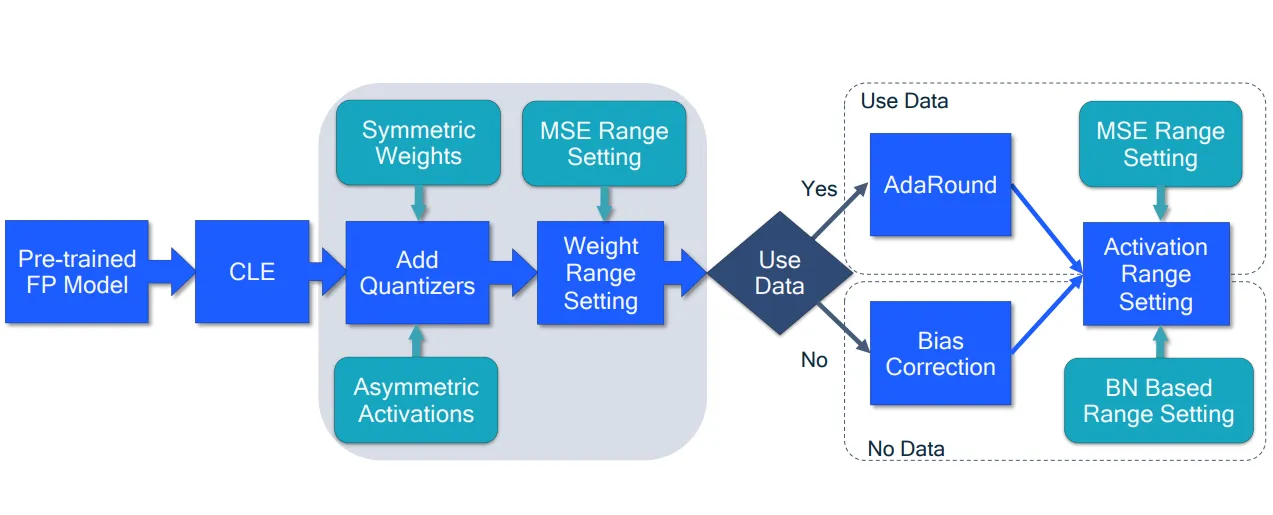 Pre-trained
FP Model
CLE
Symmetric
Weights
Add
Quantizers
Asymmetric
Activations
MSE Range
Setting
Weight
Range
Setting
Use
Data
Yes
No
Use Data
AdaRound
MSE Range
Setting
Activation
Range
Setting
Bias
Correction
BN Based
Range Setting
No Data